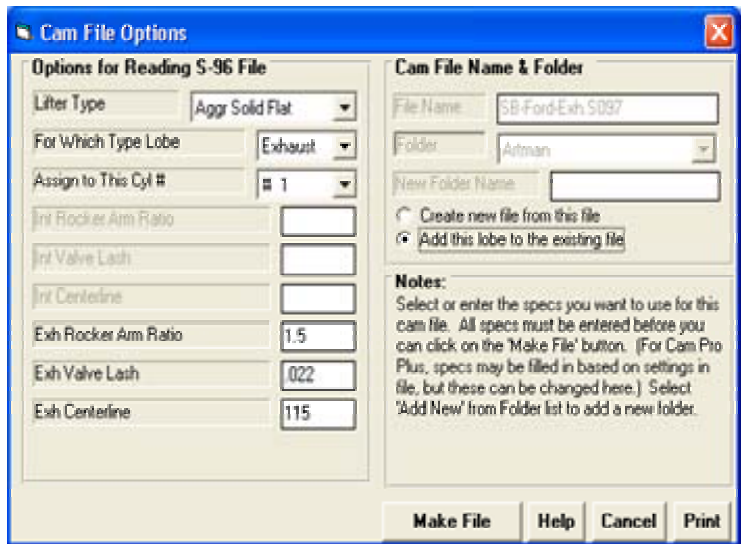 Cam File Options
Options for Reading S-96 File
Lifter Type
Aggr Solid Flat
For Which Type Lobe
Exhaust
Assign to This Cyl #
# 1
Int Rocker Arm Ratio
Int Valve Lash
Int Centerline
Exh Rocker Arm Ratio
1.5
Exh Valve Lash
.022
Exh Centerline
115
Cam File Name & Folder
File Name
SB-Ford-Exh.S097
Folder
Artman
New Folder Name
Create new file from this file
Add this lobe to the existing file
Notes:
Select or enter the specs you want to use for this
cam file. All specs must be entered before you
can click on the 'Make File' button. (For Cam Pro
Plus, specs may be filled in based on settings in
file, but these can be changed here.) Select
'Add New' from Folder list to add a new folder.
Make File
Help
Cancel
Print